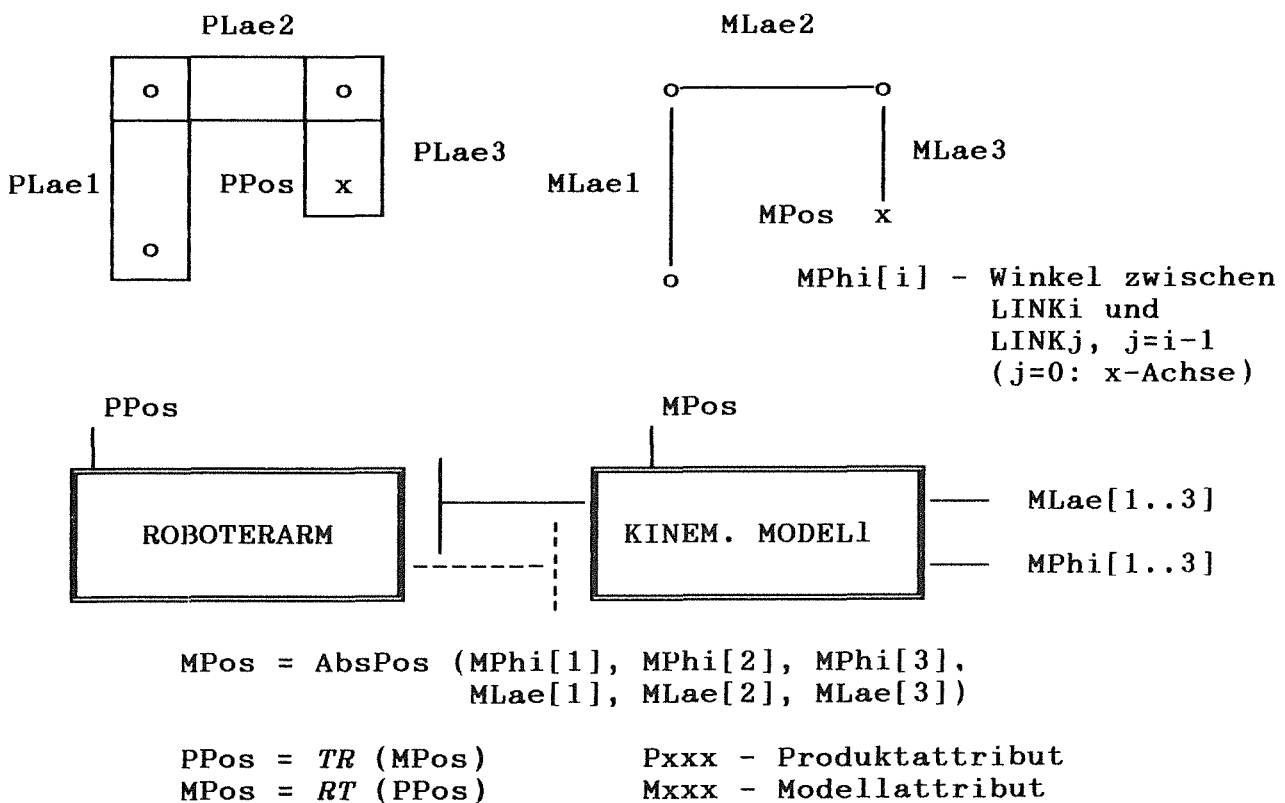 PLae2 MLae2
o o o o
PLae1 PPos x PLae3 MLae1 MLae3
MPos x
o o MPhi[i] - Winkel zwischen
LINKi und
LINKj, j=i-1
(j=0: x-Achse)
PPos MPos
ROBOTERARM KINEM. MODELl MLae[1..3]
MPhi[1..3]
MPos = AbsPos (MPhi[1], MPhi[2], MPhi[3],
MLae[1], MLae[2], MLae[3])
PPos = TR (MPos) Pxxx - Produktattribut
MPos = RT (PPos) Mxxx - Modellattribut